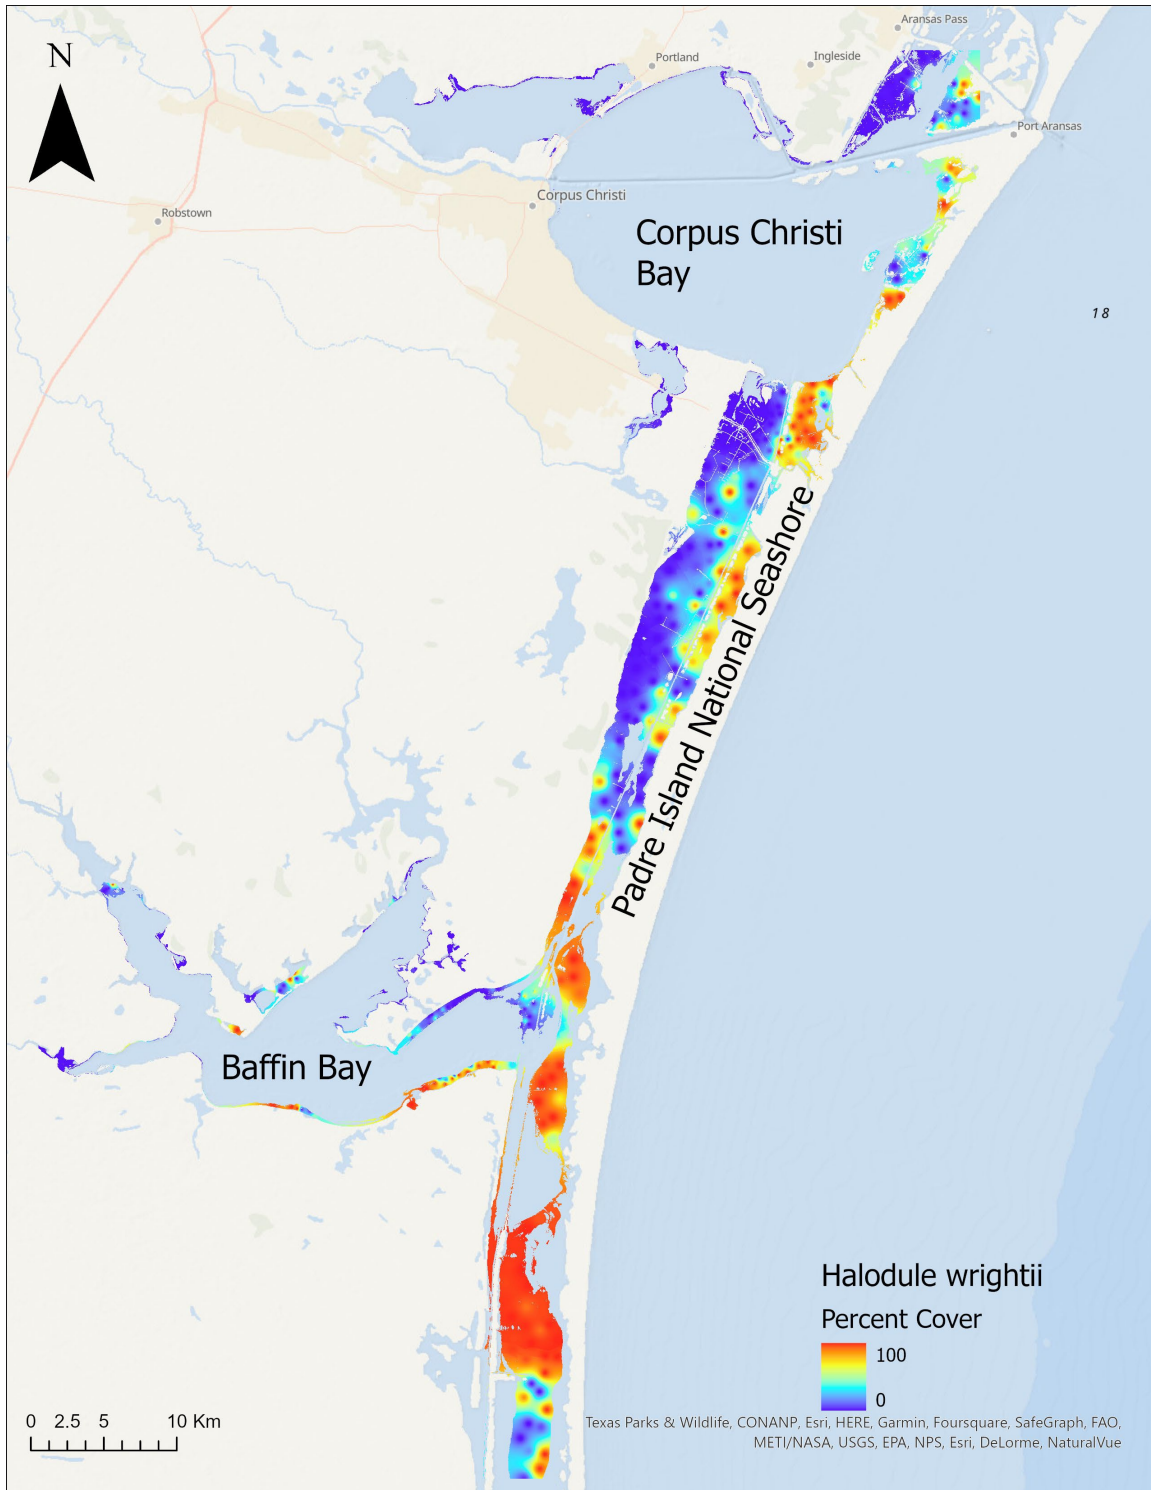 N
Aransas Pass
Portland
Ingleside
Port Aransas
Corpus Christi
Robstown
Corpus Christi
Bay
18
Padre Island National Seashore
Baffin Bay
Halodule wrightii
Percent Cover
100
0
0 2.5 5 10 Km
Texas Parks & Wildlife, CONANP, Esri, HERE, Garmin, Foursquare, SafeGraph, FAO,
METI/NASA, USGS, EPA, NPS, Esri, DeLorme, NaturalVue